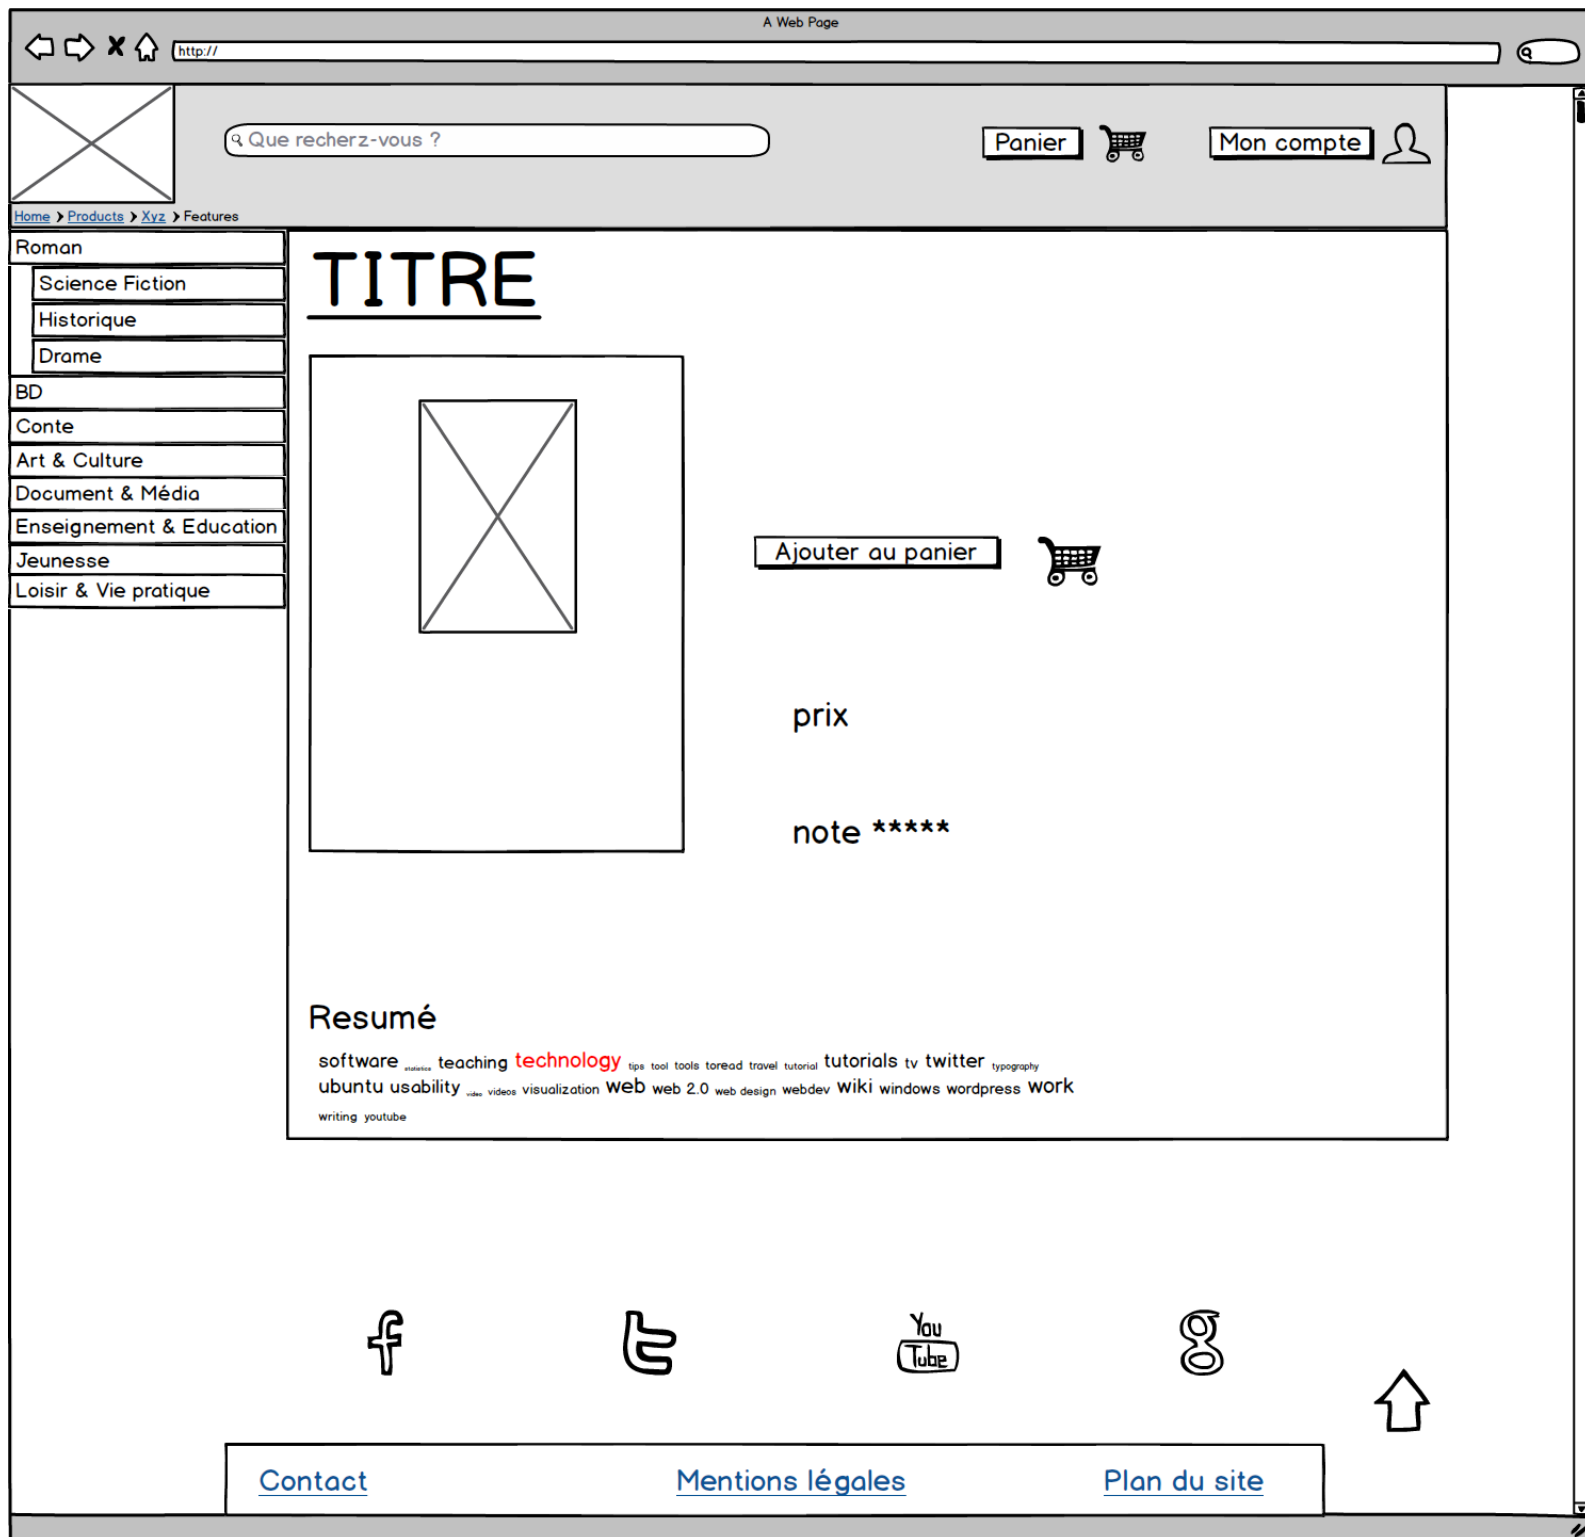 A Web Page
http://
Que recherz-vous ?
Panier
Mon compte
Home Products Xyz Features
Roman
Science Fiction
Historique
Drame
BD
Conte
Art & Culture
Document & Média
Enseignement & Education
Jeunesse
Loisir & Vie pratique
TITRE
Ajouter au panier
prix
note *****
Resumé
software statistics teaching technology tips tool tools toread travel tutorial tutorials tv twitter typography
ubuntu usability video videos visualization web web 2.0 web design webdev wiki windows wordpress work
writing youtube
f t You Tube g
Contact Mentions légales Plan du site